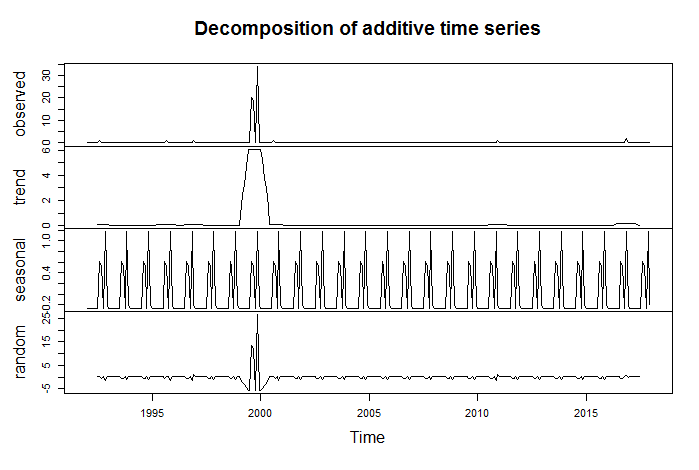 Decomposition of additive time series
observed
0 10 20 30
trend
0 2 4 6
seasonal
-0.2 0.4 1.0
random
-5 5 15 25
1995 2000 2005 2010 2015
Time